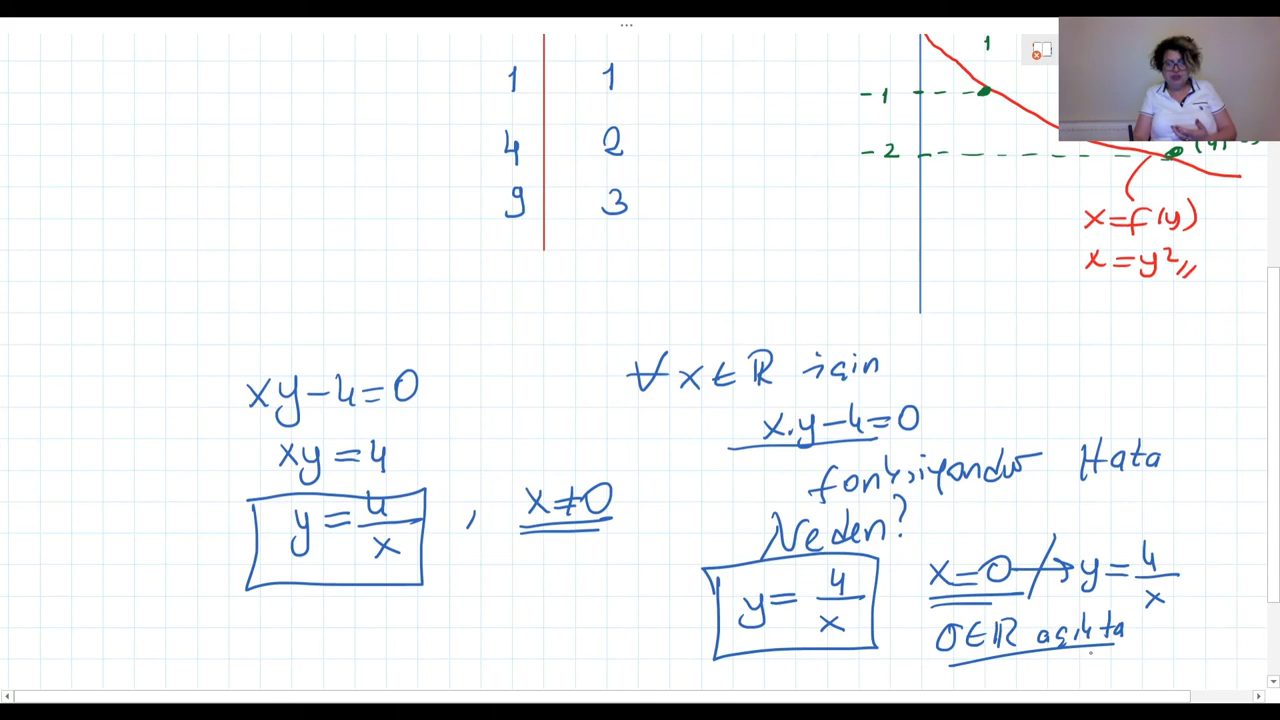 1 1
4 2
9 3
1
-1
-2
x=f(y)
x=y²
xy-4=0
xy=4
y=4/x , x≠0
∀x∈ℝ için
x.y-4=0
fonksiyondur Hata
Neden?
y=4/x
x=0 → y=4/x
0∈ℝ açıkta